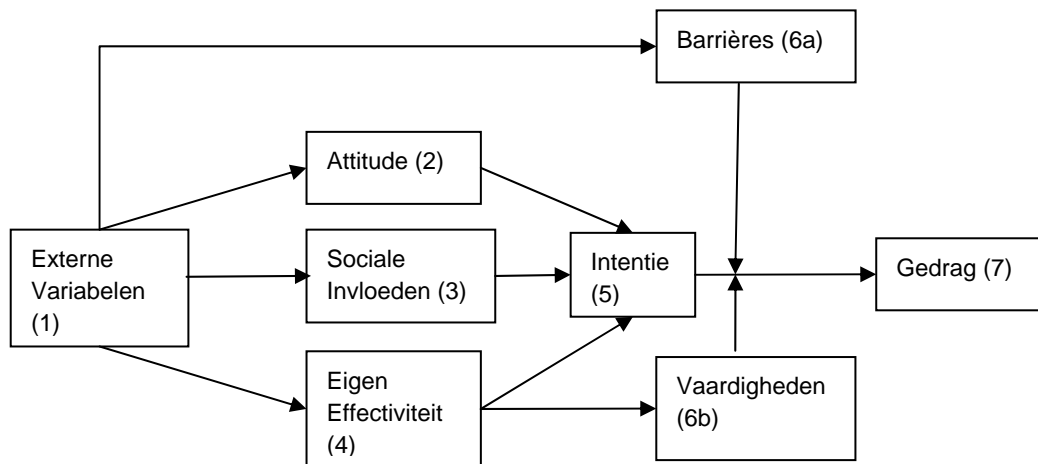 Barrières (6a)
Attitude (2)
Externe
Variabelen
(1)
Sociale
Invloeden (3)
Intentie
(5)
Gedrag (7)
Eigen
Effectiviteit
(4)
Vaardigheden
(6b)